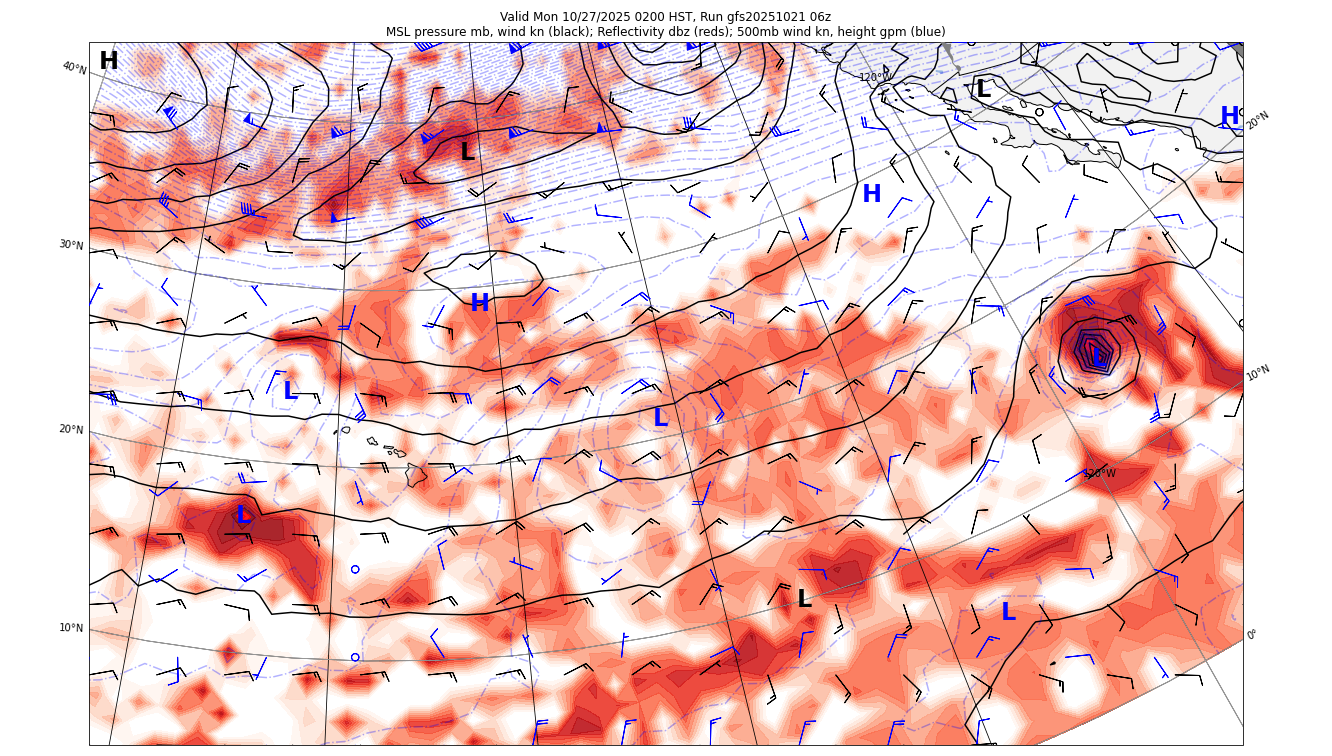 Valid Mon 10/27/2025 0200 HST, Run gfs20251021 06z
MSL pressure mb, wind kn (black); Reflectivity dbz (reds); 500mb wind kn, height gpm (blue)
H
40°N
120°W
L
H
20°N
L
H
30°N
H
L
10°N
L
L
20°N
120°W
L
L
L
10°N
0°